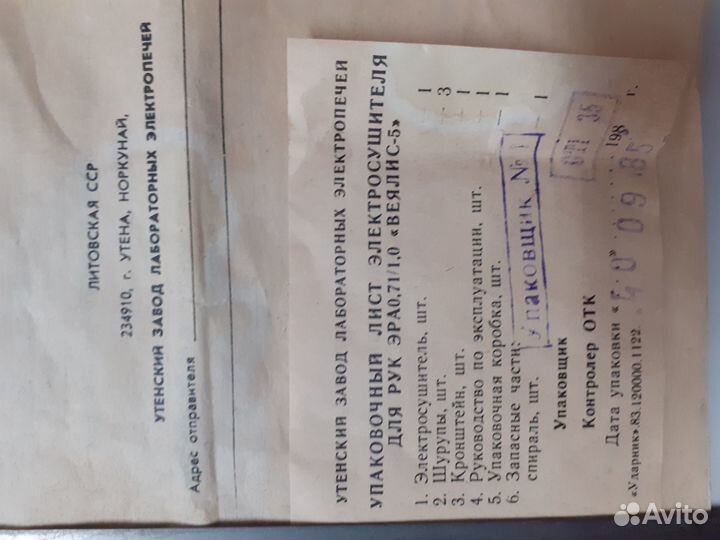 ЛИТОВСКАЯ ССР
234910, г. УТЕНА, НОРКУНАЙ,
УТЕНСКИЙ ЗАВОД ЛАБОРАТОРНЫХ ЭЛЕКТРОПЕЧЕЙ
Адрес отправителя
УТЕНСКИЙ ЗАВОД ЛАБОРАТОРНЫХ ЭЛЕКТРОПЕЧЕЙ
УПАКОВОЧНЫЙ ЛИСТ ЭЛЕКТРОСУШИТЕЛЯ
ДЛЯ РУК ЭРА0,71/1,0 «ВЕЯЛИС-5»
1. Электросушитель, шт. — 1
2. Шурупы, шт. — 3
3. Кронштейн, шт. — 1
4. Руководство по эксплуатации, шт. — 1
5. Упаковочная коробка, шт. — 1
6. Запасные части:
спираль, шт. — 1
Упаковщик № 1
Упаковщик
Контролер ОТК
Дата упаковки « » 198 г.
09 85
«Ударник».83.120000.1122.
Avito